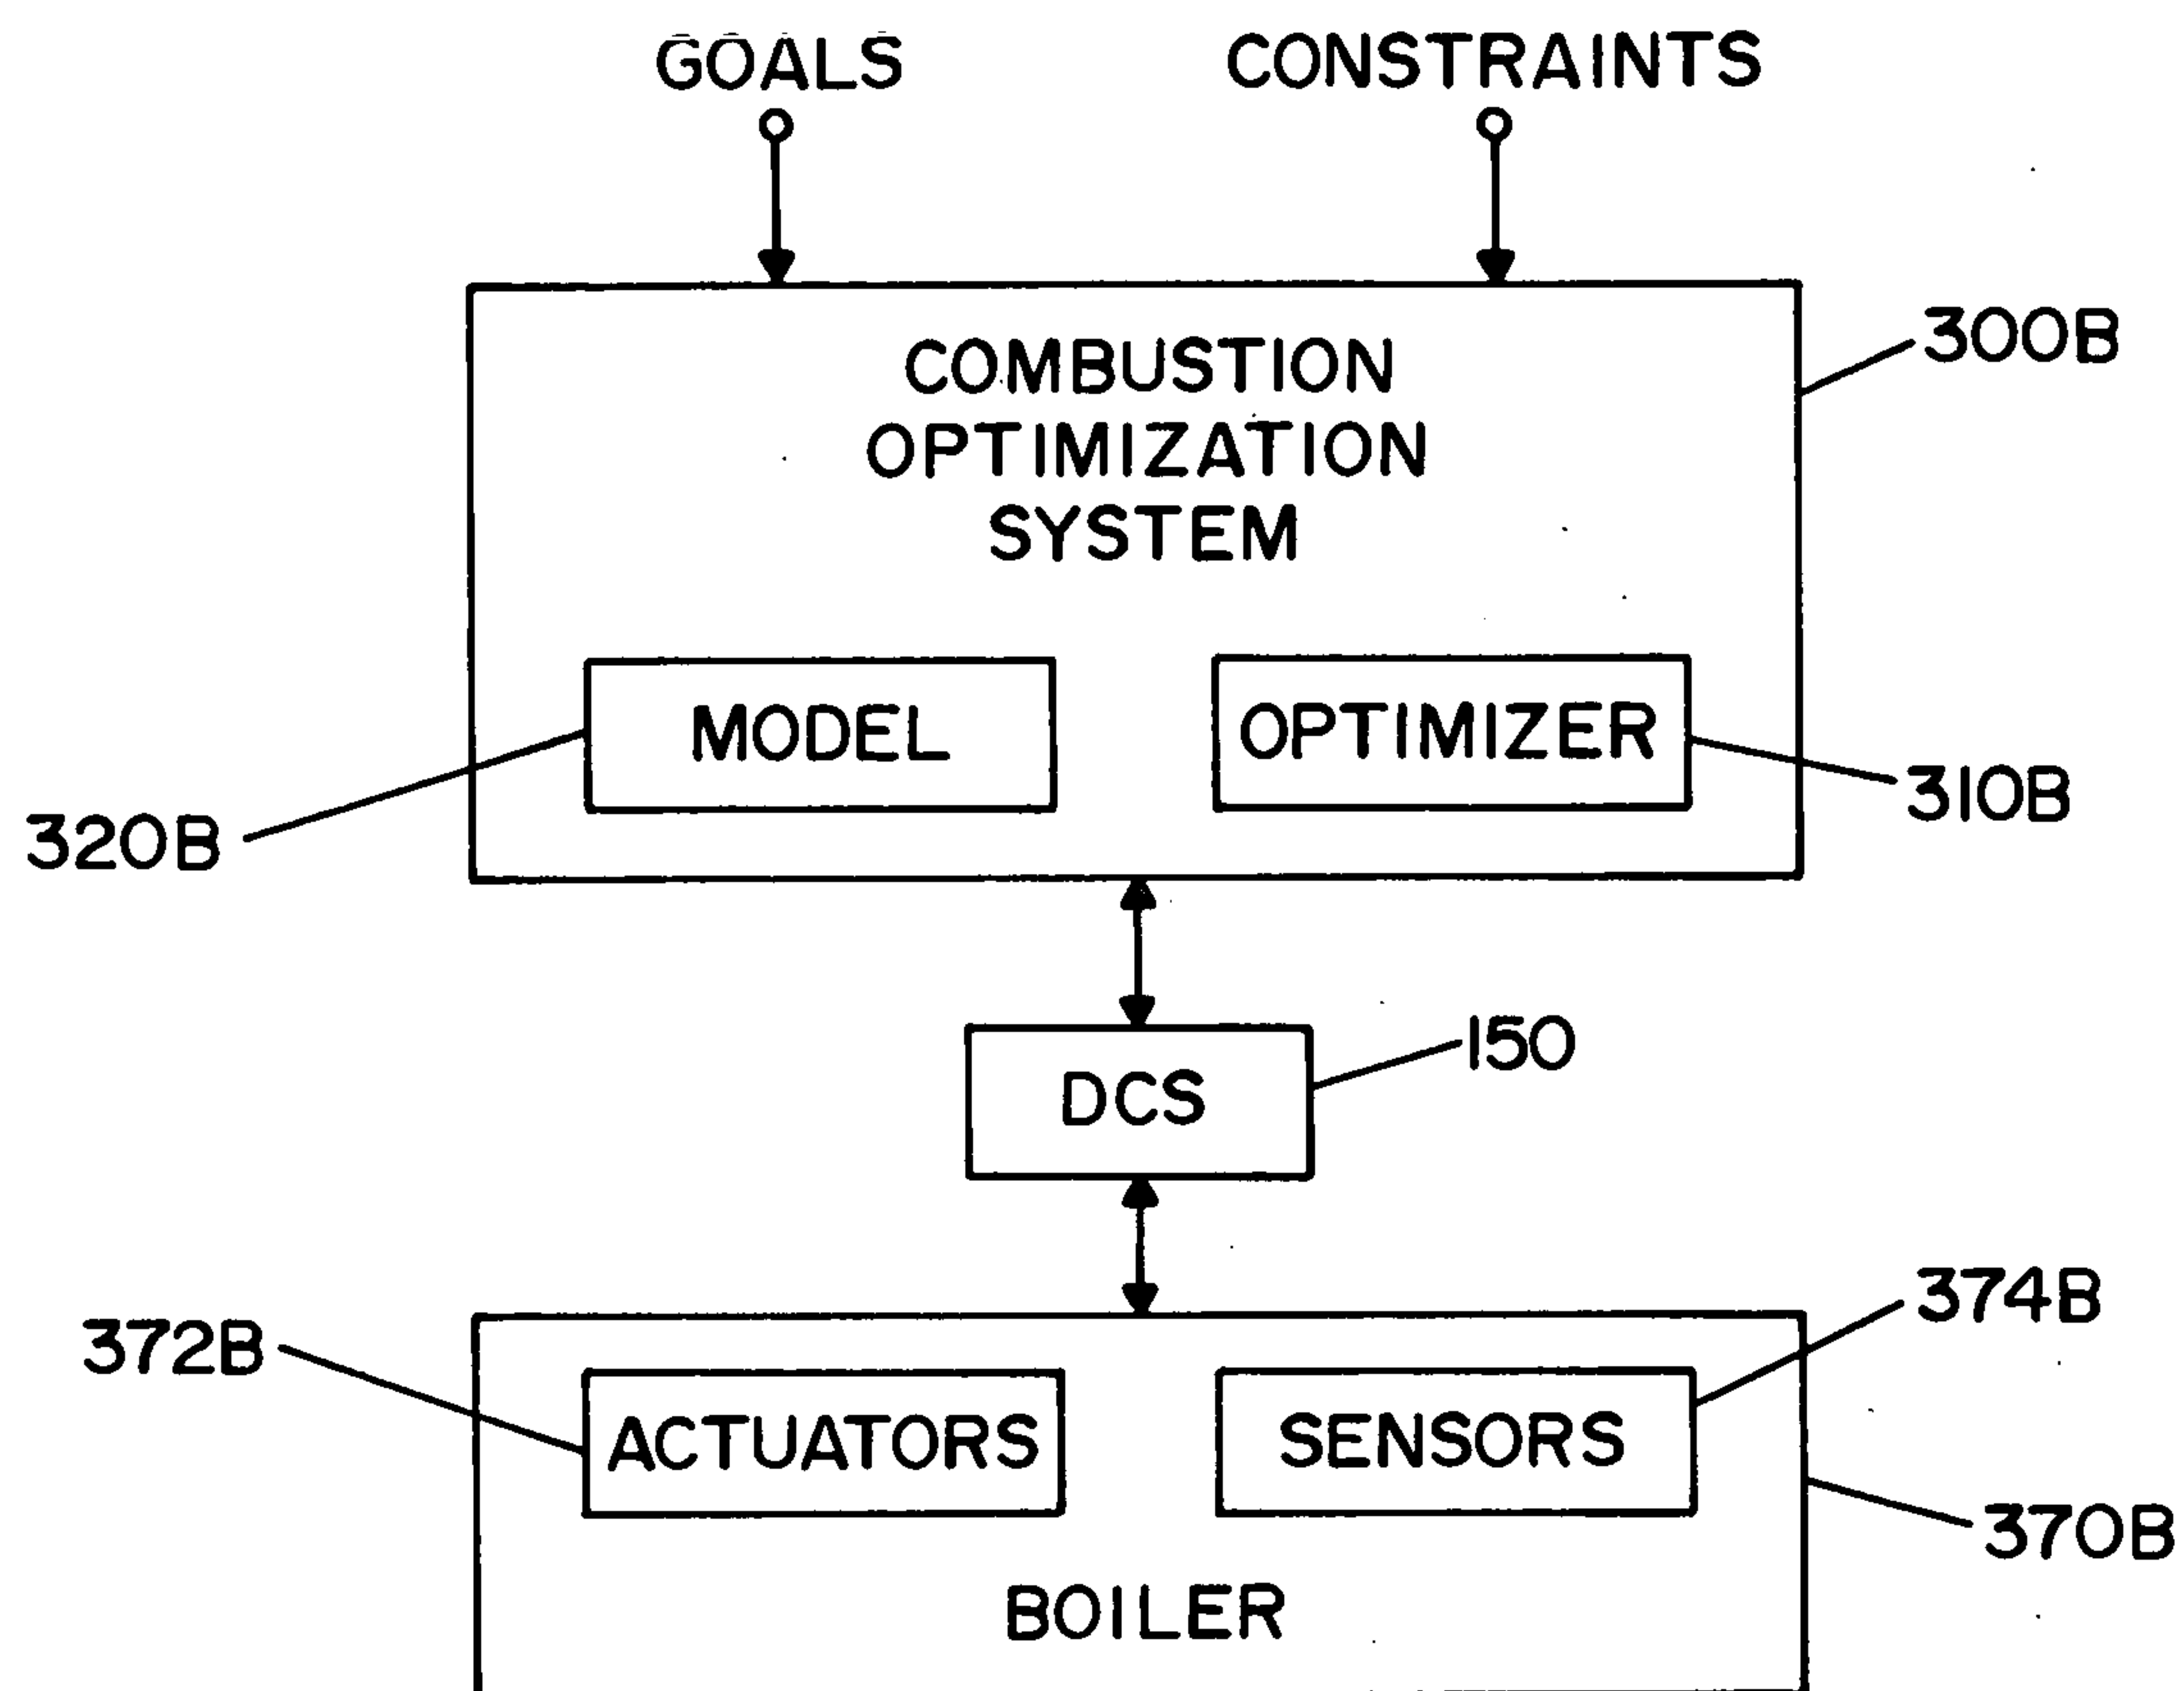 GOALS
CONSTRAINTS
COMBUSTION
OPTIMIZATION
SYSTEM
300B
MODEL
OPTIMIZER
320B
310B
DCS
150
372B
374B
ACTUATORS
SENSORS
370B
BOILER